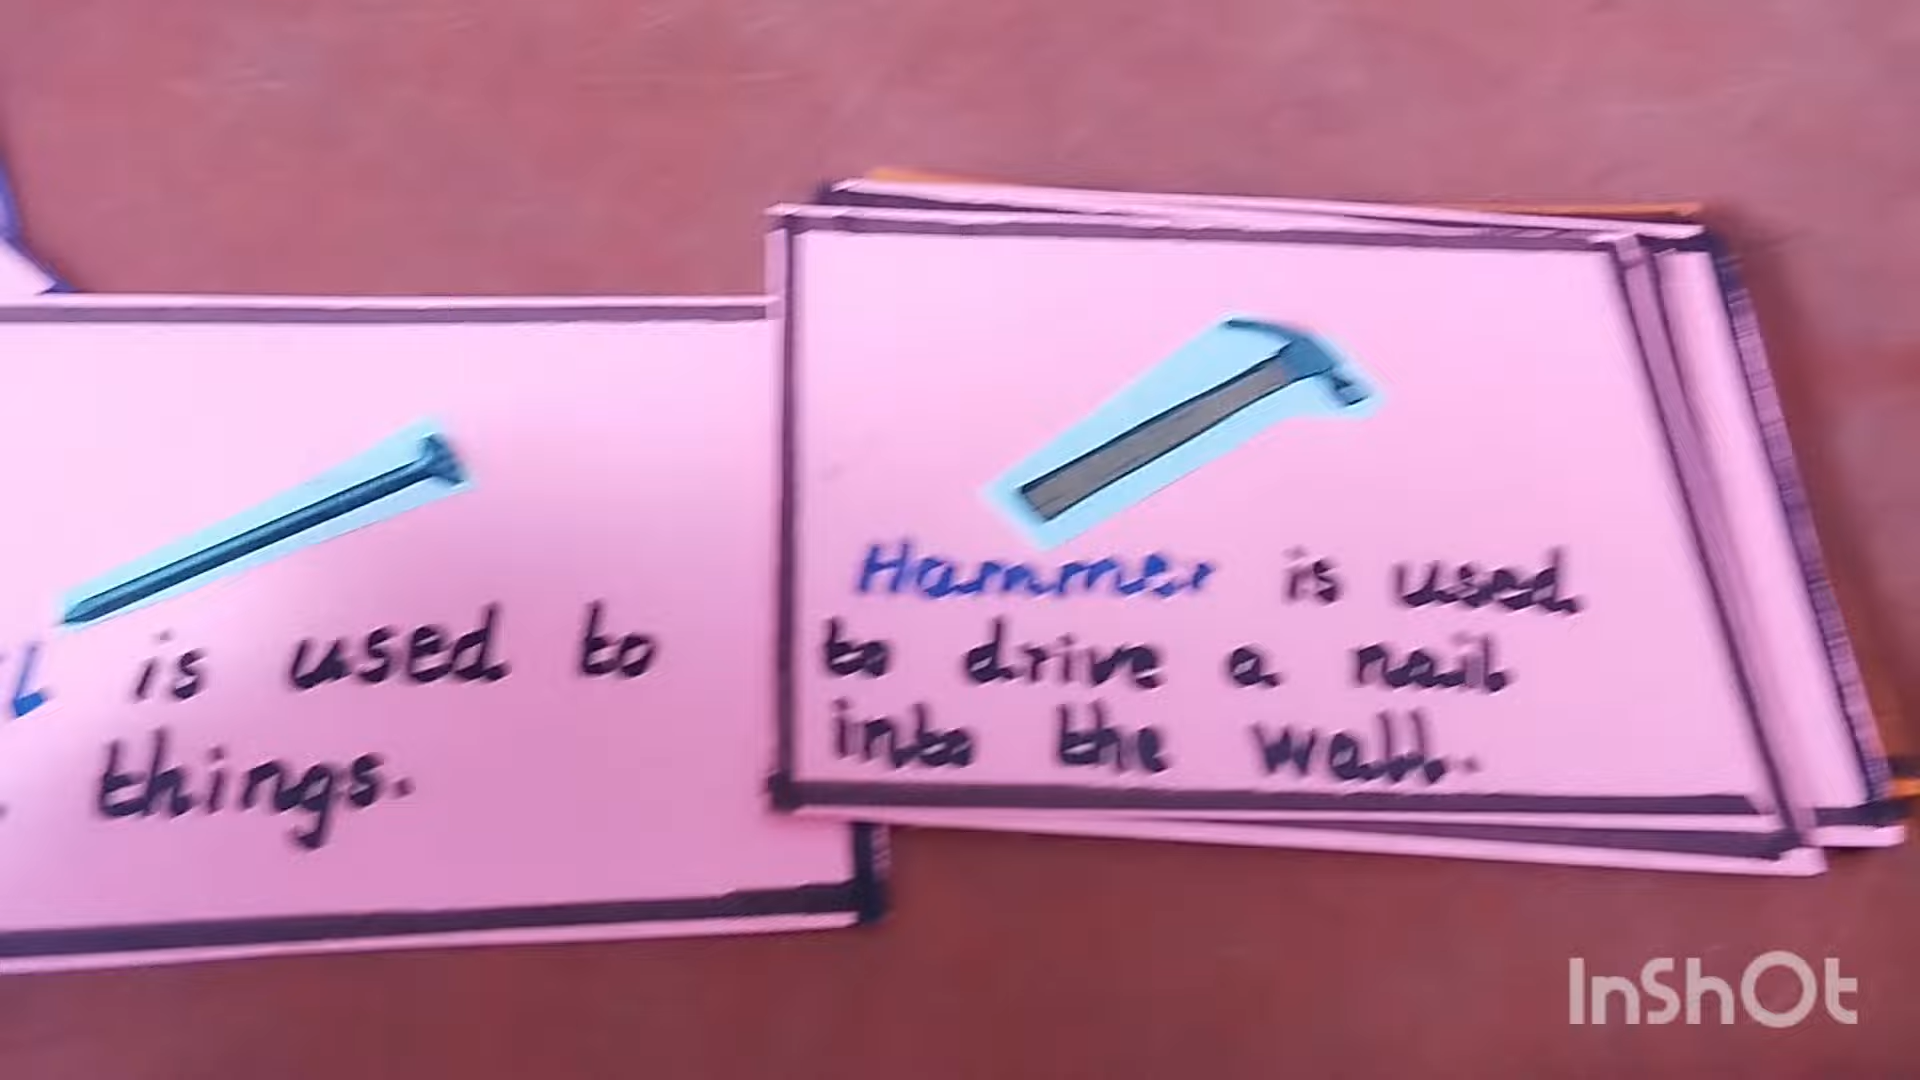 is used to
things.
Hammer is used
to drive a nail
into the wall.
InShOt